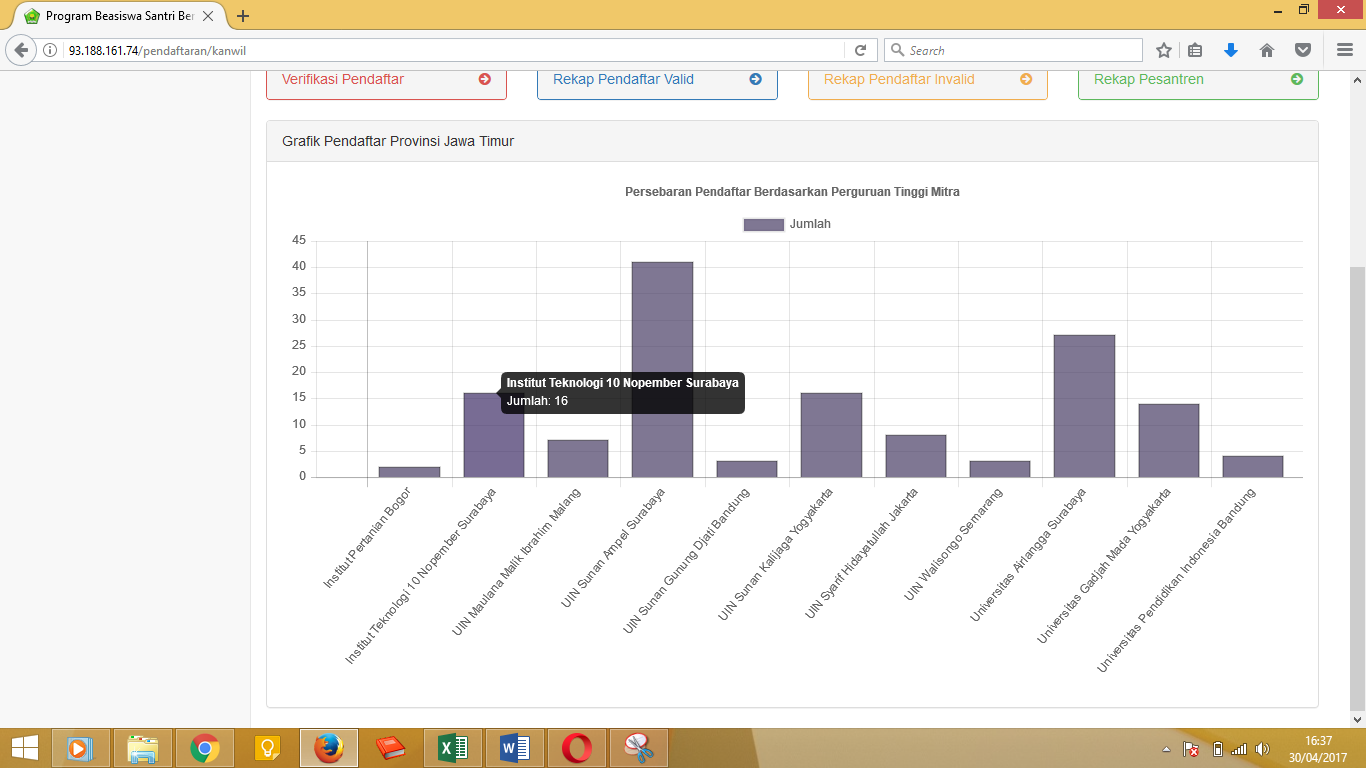 Program Beasiswa Santri Ber
93.188.161.74/pendaftaran/kanwil
Search
Verifikasi Pendaftar
Rekap Pendaftar Valid
Rekap Pendaftar Invalid
Rekap Pesantren
Grafik Pendaftar Provinsi Jawa Timur
Persebaran Pendaftar Berdasarkan Perguruan Tinggi Mitra
Jumlah
45
40
35
30
25
20
15
10
5
0
Institut Teknologi 10 Nopember Surabaya
Jumlah: 16
Institut Pertanian Bogor
Institut Teknologi 10 Nopember Surabaya
UIN Maulana Malik Ibrahim Malang
UIN Sunan Ampel Surabaya
UIN Sunan Gunung Djati Bandung
UIN Sunan Kalijaga Yogyakarta
UIN Syarif Hidayatullah Jakarta
UIN Walisongo Semarang
Universitas Airlangga Surabaya
Universitas Gadjah Mada Yogyakarta
Universitas Pendidikan Indonesia Bandung
16:37
30/04/2017